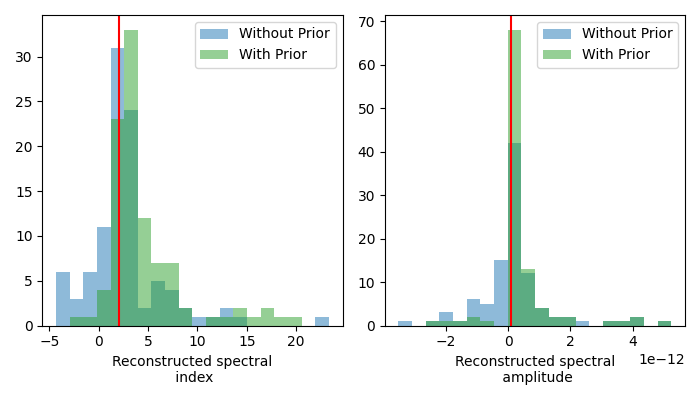 Without Prior
With Prior
30
25
20
15
10
5
0
−5
0
5
10
15
20
Reconstructed spectral
index
Without Prior
With Prior
70
60
50
40
30
20
10
0
−2
0
2
4
1e−12
Reconstructed spectral
amplitude